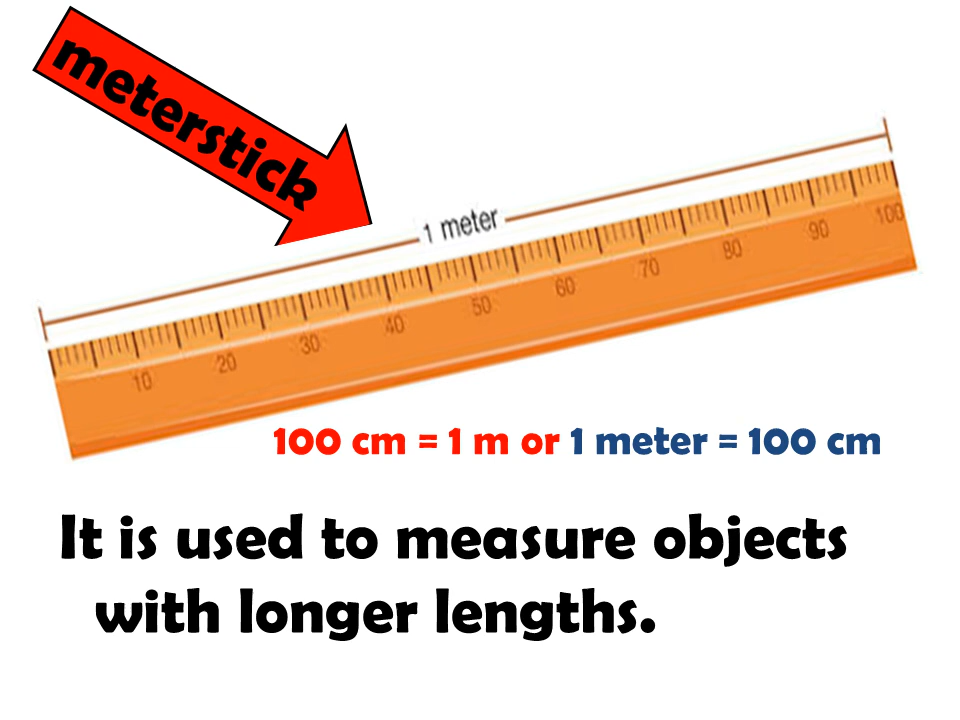 meterstick
1 meter
10 20 30 40 50 60 70 80 90 100
100 cm = 1 m or 1 meter = 100 cm
It is used to measure objects
with longer lengths.